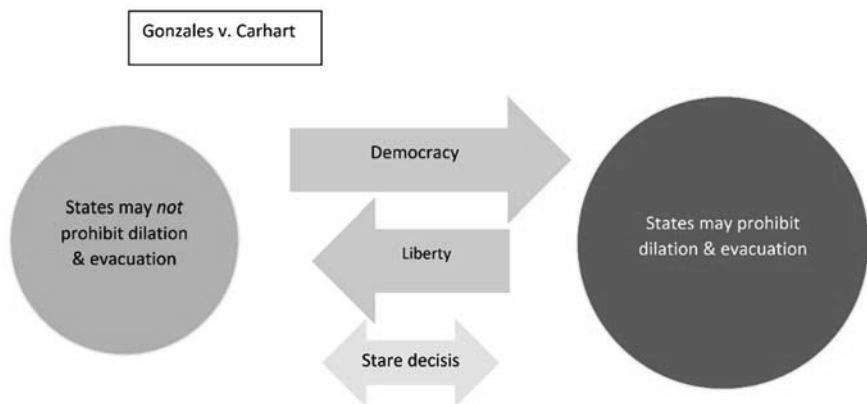 Gonzales v. Carhart
Democracy
States may not
prohibit dilation
& evacuation
States may prohibit
dilation & evacuation
Liberty
Stare decisis